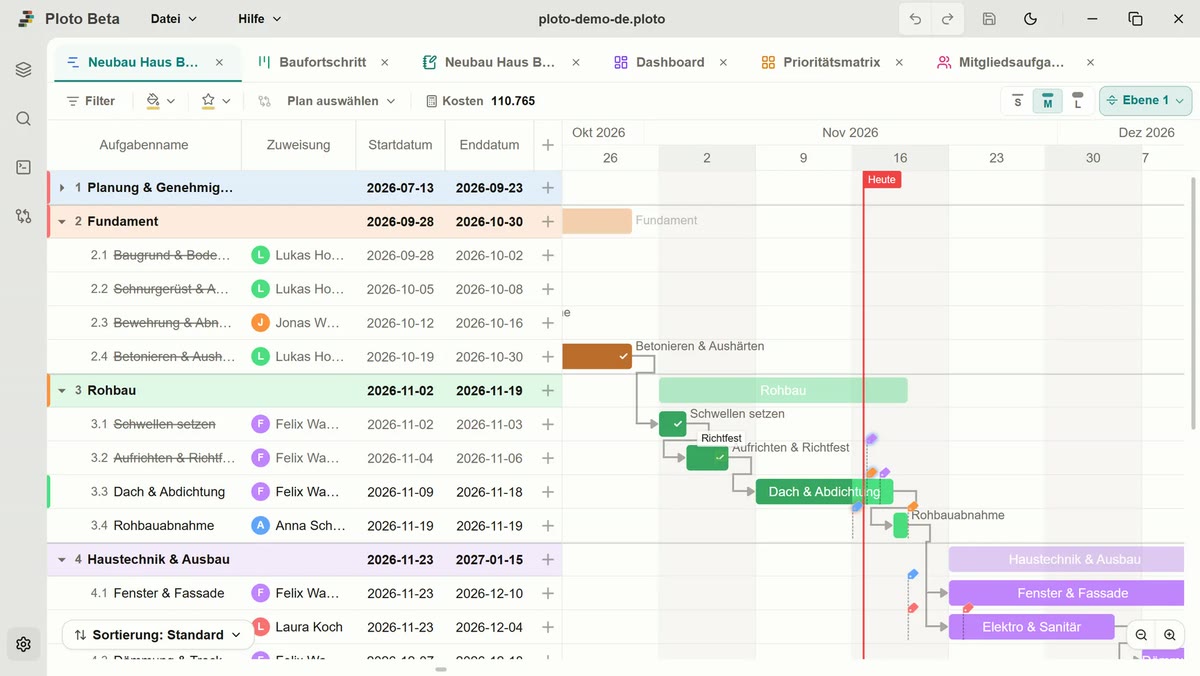 Ploto Beta Datei Hilfe ploto-demo-de.ploto
Neubau Haus B... Baufortschritt Neubau Haus B... Dashboard Prioritätsmatrix Mitgliedsaufga...
Filter Plan auswählen Kosten 110.765 S M L Ebene 1
Aufgabenname Zuweisung Startdatum Enddatum
Okt 2026 Nov 2026 Dez 2026
26 2 9 16 23 30 7
Heute
1 Planung & Genehmig... 2026-07-13 2026-09-23
2 Fundament 2026-09-28 2026-10-30 Fundament
2.1 Baugrund & Bode... L Lukas Ho... 2026-09-28 2026-10-02
2.2 Schnurgerüst & A... L Lukas Ho... 2026-10-05 2026-10-08
2.3 Bewehrung & Abn... J Jonas W... 2026-10-12 2026-10-16
2.4 Betonieren & Aush... L Lukas Ho... 2026-10-19 2026-10-30 Betonieren & Aushärten
3 Rohbau 2026-11-02 2026-11-19 Rohbau
3.1 Schwellen setzen F Felix Wa... 2026-11-02 2026-11-03 Schwellen setzen
Richtfest
3.2 Aufrichten & Richtf... F Felix Wa... 2026-11-04 2026-11-06 Aufrichten & Richtfest
3.3 Dach & Abdichtung F Felix Wa... 2026-11-09 2026-11-18 Dach & Abdichtung
3.4 Rohbauabnahme A Anna Sch... 2026-11-19 2026-11-19 Rohbauabnahme
4 Haustechnik & Ausbau 2026-11-23 2027-01-15 Haustechnik & Ausbau
4.1 Fenster & Fassade F Felix Wa... 2026-11-23 2026-12-10 Fenster & Fassade
L Laura Koch 2026-11-23 2026-12-04 Elektro & Sanitär
Sortierung: Standard